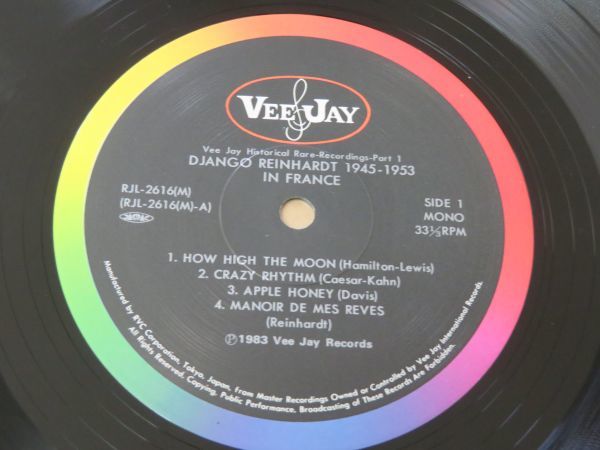 VEE JAY
Vee Jay Historical Rare-Recordings-Part 1
DJANGO REINHARDT 1945-1953
IN FRANCE
RJL-2616(M)
(RJL-2616(M)-A)
SIDE 1
MONO
33⅓RPM
1. HOW HIGH THE MOON (Hamilton-Lewis)
2. CRAZY RHYTHM (Caesar-Kahn)
3. APPLE HONEY (Davis)
4. MANOIR DE MES REVES
(Reinhardt)
℗1983 Vee Jay Records
Manufactured by RVC Corporation, Tokyo, Japan, From Master Recordings Owned or Controlled by Vee Jay International Records.
All Rights Reserved. Copying, Public Performance, Broadcasting of These Records Are Forbidden.